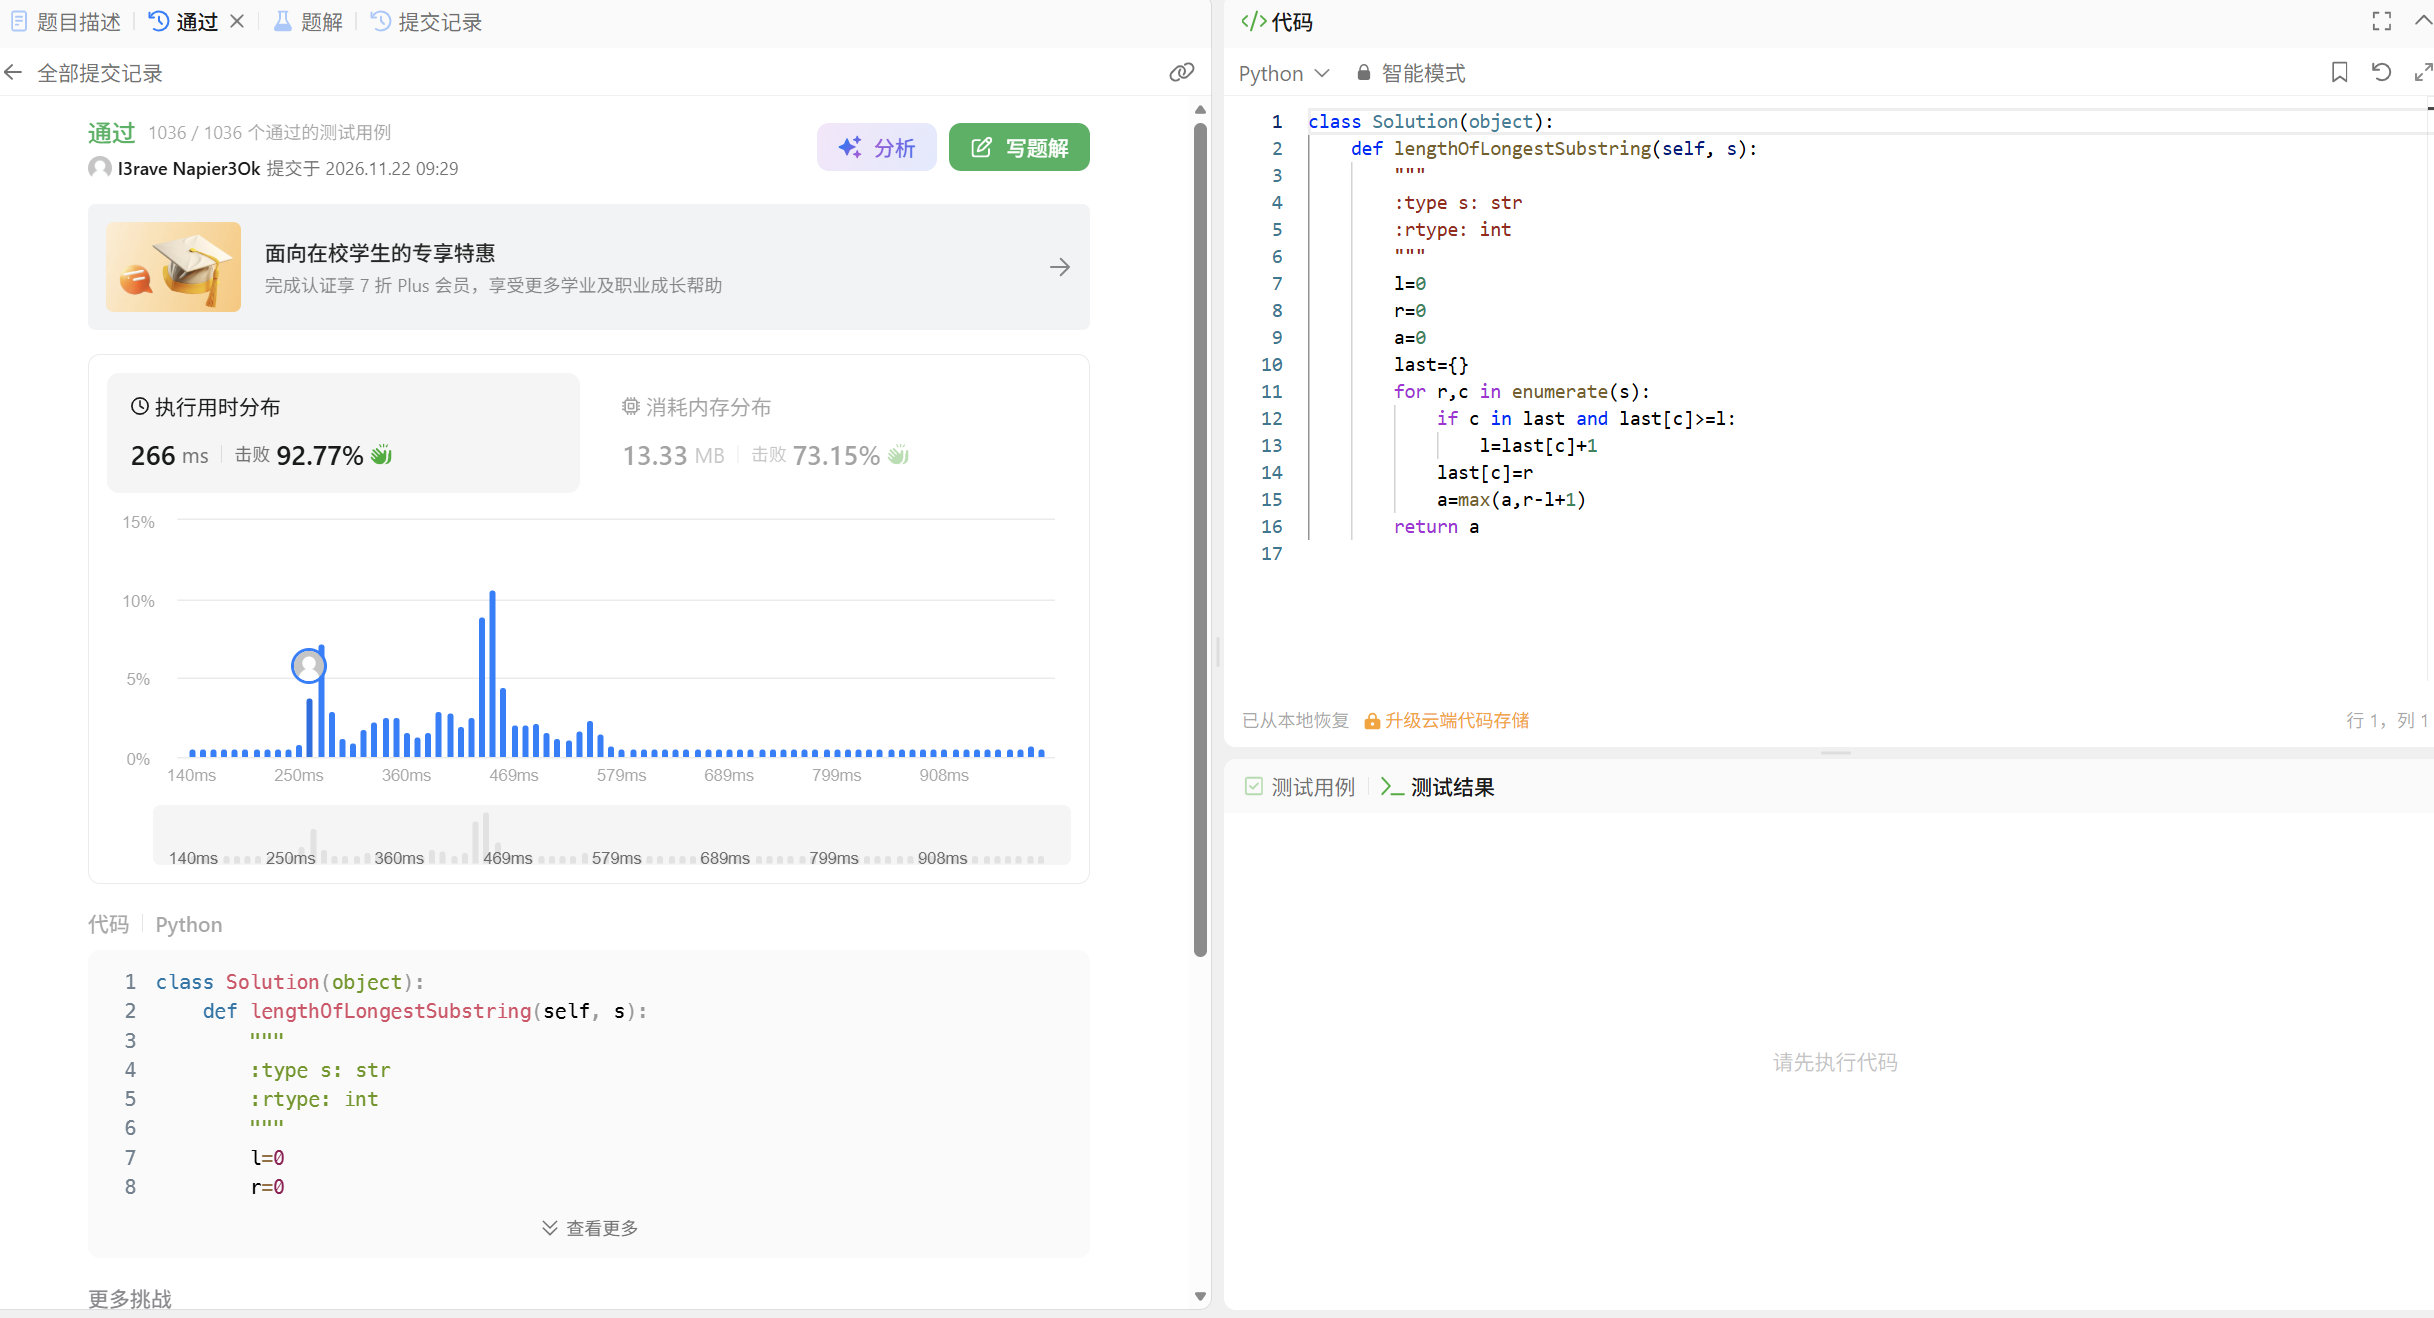 题目描述 通过 题解 提交记录
全部提交记录
通过 1036 / 1036 个通过的测试用例
l3rave Napier3Ok 提交于 2026.11.22 09:29
分析 写题解
面向在校学生的专享特惠
完成认证享 7 折 Plus 会员，享受更多学业及职业成长帮助
执行用时分布
266 ms 击败 92.77%
消耗内存分布
13.33 MB 击败 73.15%
15%
10%
5%
0%
140ms 250ms 360ms 469ms 579ms 689ms 799ms 908ms
140ms 250ms 360ms 469ms 579ms 689ms 799ms 908ms
代码 Python
1 class Solution(object):
2     def lengthOfLongestSubstring(self, s):
3         """
4         :type s: str
5         :rtype: int
6         """
7         l=0
8         r=0
查看更多
更多挑战
代码
Python 智能模式
1 class Solution(object):
2     def lengthOfLongestSubstring(self, s):
3         """
4         :type s: str
5         :rtype: int
6         """
7         l=0
8         r=0
9         a=0
10         last={}
11         for r,c in enumerate(s):
12             if c in last and last[c]>=l:
13                 l=last[c]+1
14             last[c]=r
15             a=max(a,r-l+1)
16         return a
17
已从本地恢复 升级云端代码存储 行 1，列 1
测试用例 测试结果
请先执行代码